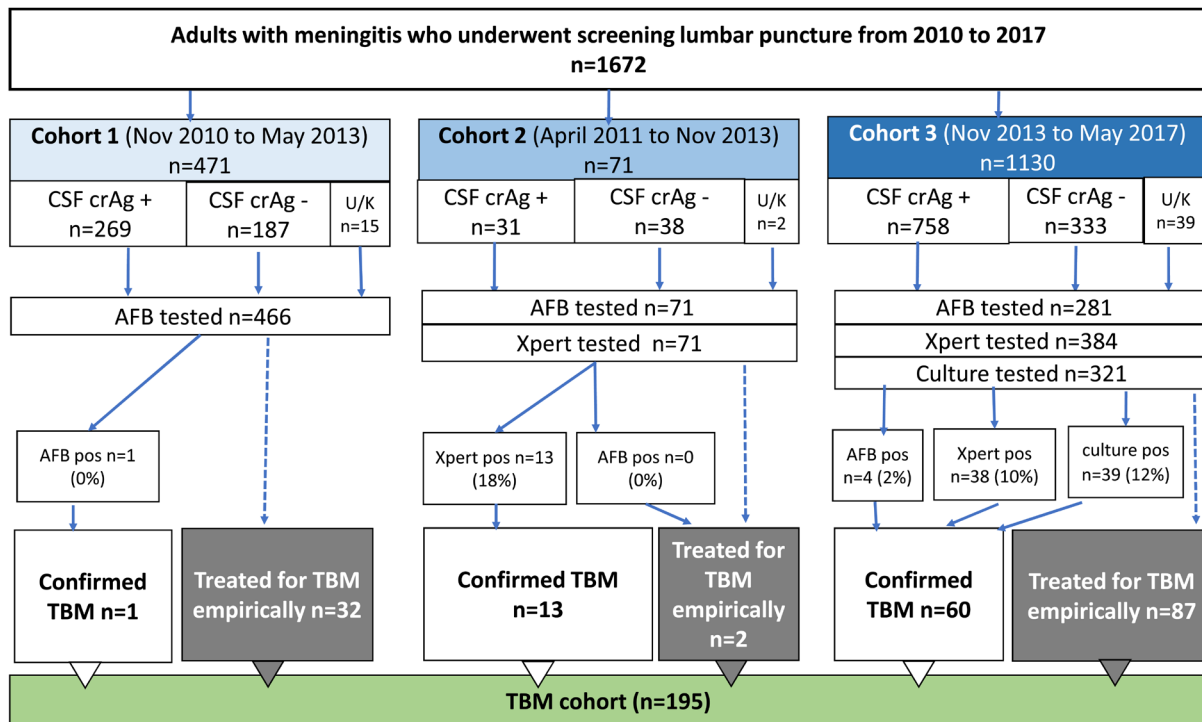 Adults with meningitis who underwent screening lumbar puncture from 2010 to 2017
n=1672
Cohort 1 (Nov 2010 to May 2013)
n=471
CSF crAg +
n=269
CSF crAg -
n=187
U/K
n=15
AFB tested n=466
AFB pos n=1
(0%)
Confirmed
TBM n=1
Treated for TBM
empirically n=32
Cohort 2 (April 2011 to Nov 2013)
n=71
CSF crAg +
n=31
CSF crAg -
n=38
U/K
n=2
AFB tested n=71
Xpert tested n=71
Xpert pos n=13
(18%)
AFB pos n=0
(0%)
Confirmed TBM
n=13
Treated for
TBM
empirically
n=2
Cohort 3 (Nov 2013 to May 2017)
n=1130
CSF crAg +
n=758
CSF crAg -
n=333
U/K
n=39
AFB tested n=281
Xpert tested n=384
Culture tested n=321
AFB pos
n=4 (2%)
Xpert pos
n=38 (10%)
culture pos
n=39 (12%)
Confirmed
TBM n=60
Treated for TBM
empirically n=87
TBM cohort (n=195)